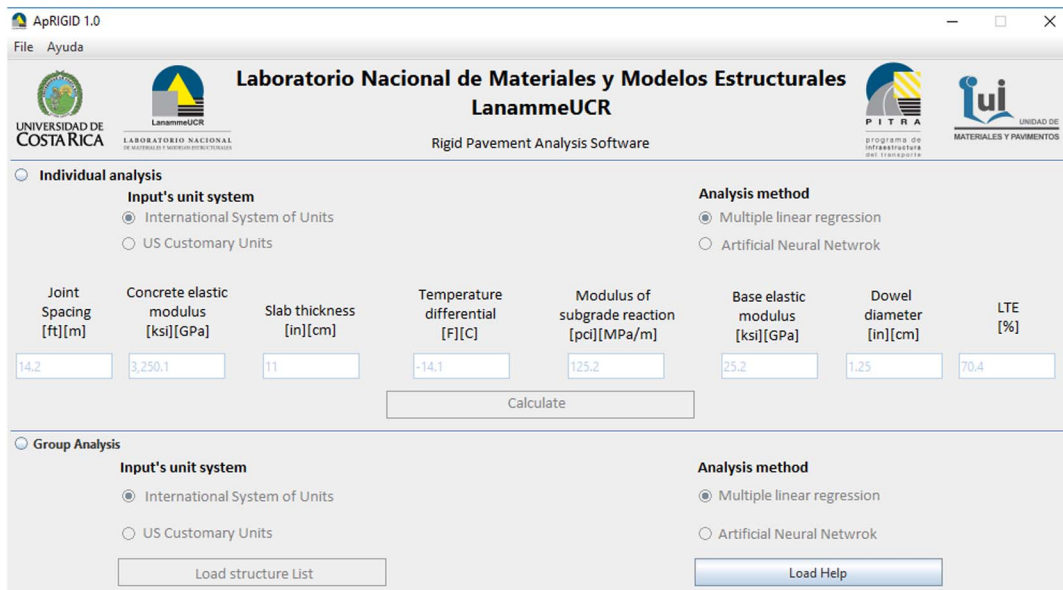 ApRIGID 1.0
File Ayuda
UNIVERSIDAD DE
COSTA RICA
LanammeUCR
LABORATORIO NACIONAL
DE MATERIALES Y MODELOS ESTRUCTURALES
Laboratorio Nacional de Materiales y Modelos Estructurales
LanammeUCR
Rigid Pavement Analysis Software
PITRA
programa de
infraestructura
del transporte
iui
UNIDAD DE
MATERIALES Y PAVIMENTOS
Individual analysis
Input's unit system
International System of Units
US Customary Units
Analysis method
Multiple linear regression
Artificial Neural Netwrok
Joint
Spacing
[ft][m]
Concrete elastic
modulus
[ksi][GPa]
Slab thickness
[in][cm]
Temperature
differential
[F][C]
Modulus of
subgrade reaction
[pci][MPa/m]
Base elastic
modulus
[ksi][GPa]
Dowel
diameter
[in][cm]
LTE
[%]
14.2 3,250.1 11 -14.1 125.2 25.2 1.25 70.4
Calculate
Group Analysis
Input's unit system
International System of Units
US Customary Units
Analysis method
Multiple linear regression
Artificial Neural Netwrok
Load structure List
Load Help